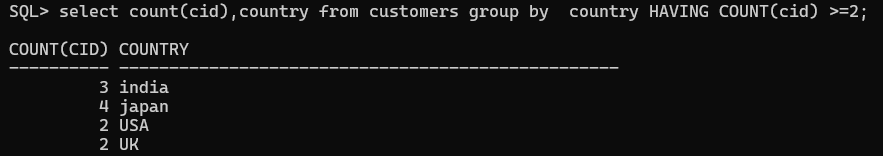 SQL> select count(cid),country from customers group by  country HAVING COUNT(cid) >=2;
COUNT(CID) COUNTRY
---------- --------------------------------------------------
         3 india
         4 japan
         2 USA
         2 UK